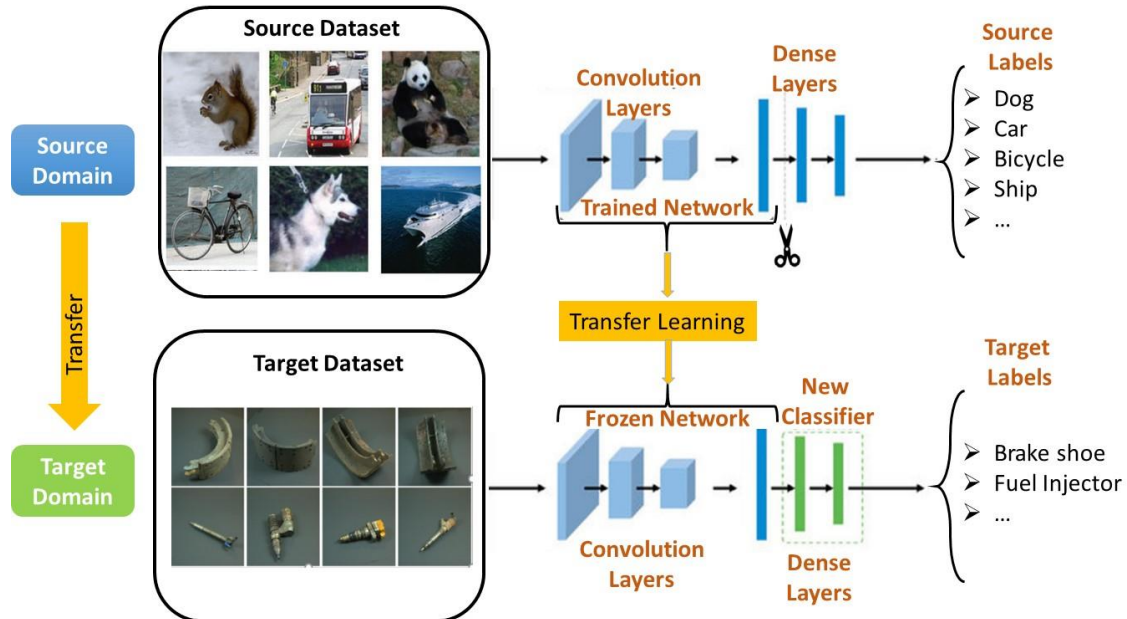 Source Dataset
Source
Domain
Convolution
Layers
Dense
Layers
Trained Network
Source
Labels
➢ Dog
➢ Car
➢ Bicycle
➢ Ship
➢ ...
Transfer
Transfer Learning
Target Dataset
Target
Domain
Frozen Network
New
Classifier
Convolution
Layers
Dense
Layers
Target
Labels
➢ Brake shoe
➢ Fuel Injector
➢ ...